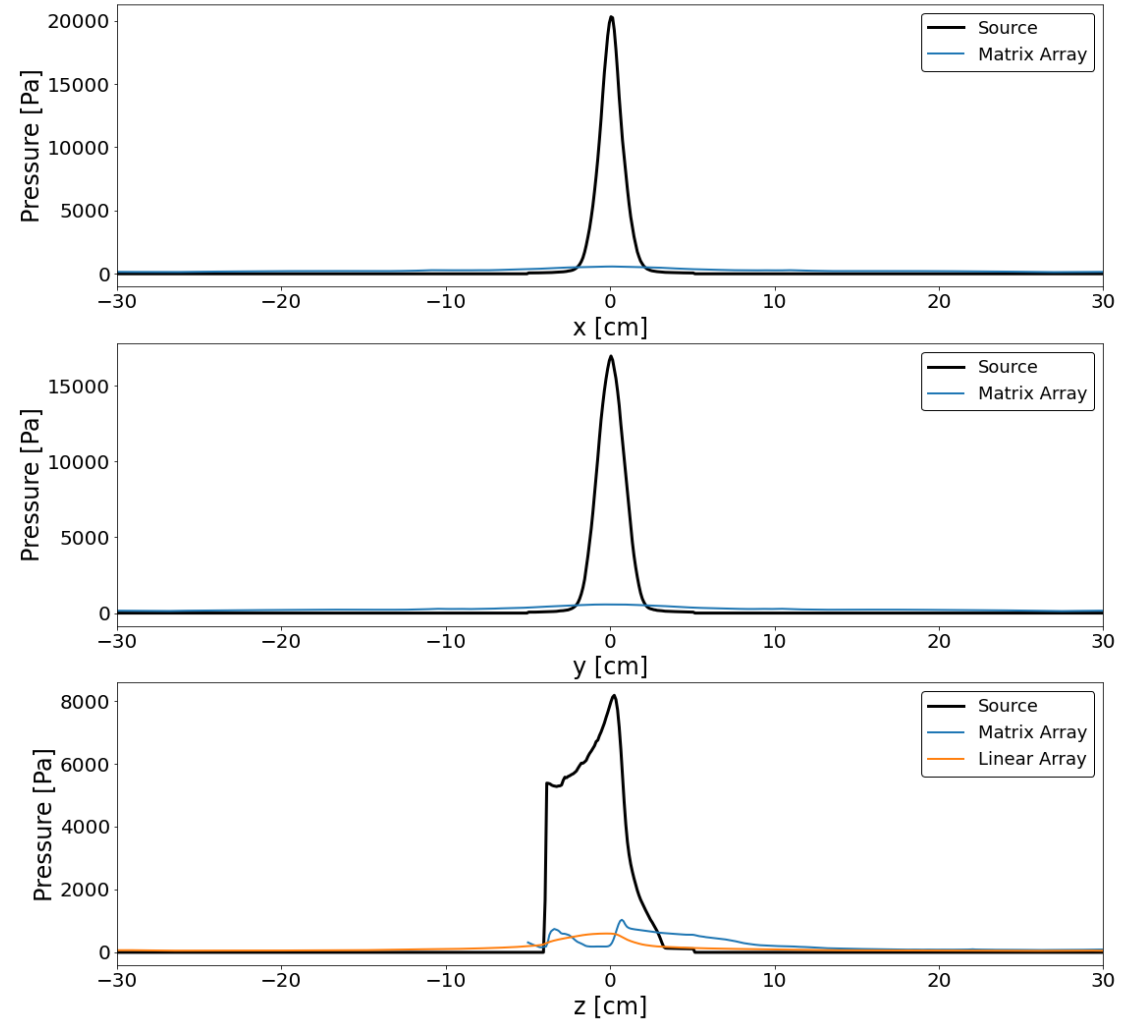 Pressure [Pa]
20000
15000
10000
5000
0
Source
Matrix Array
−30
−20
−10
0
10
20
30
x [cm]
Pressure [Pa]
15000
10000
5000
0
Source
Matrix Array
−30
−20
−10
0
10
20
30
y [cm]
Pressure [Pa]
8000
6000
4000
2000
0
Source
Matrix Array
Linear Array
−30
−20
−10
0
10
20
30
z [cm]